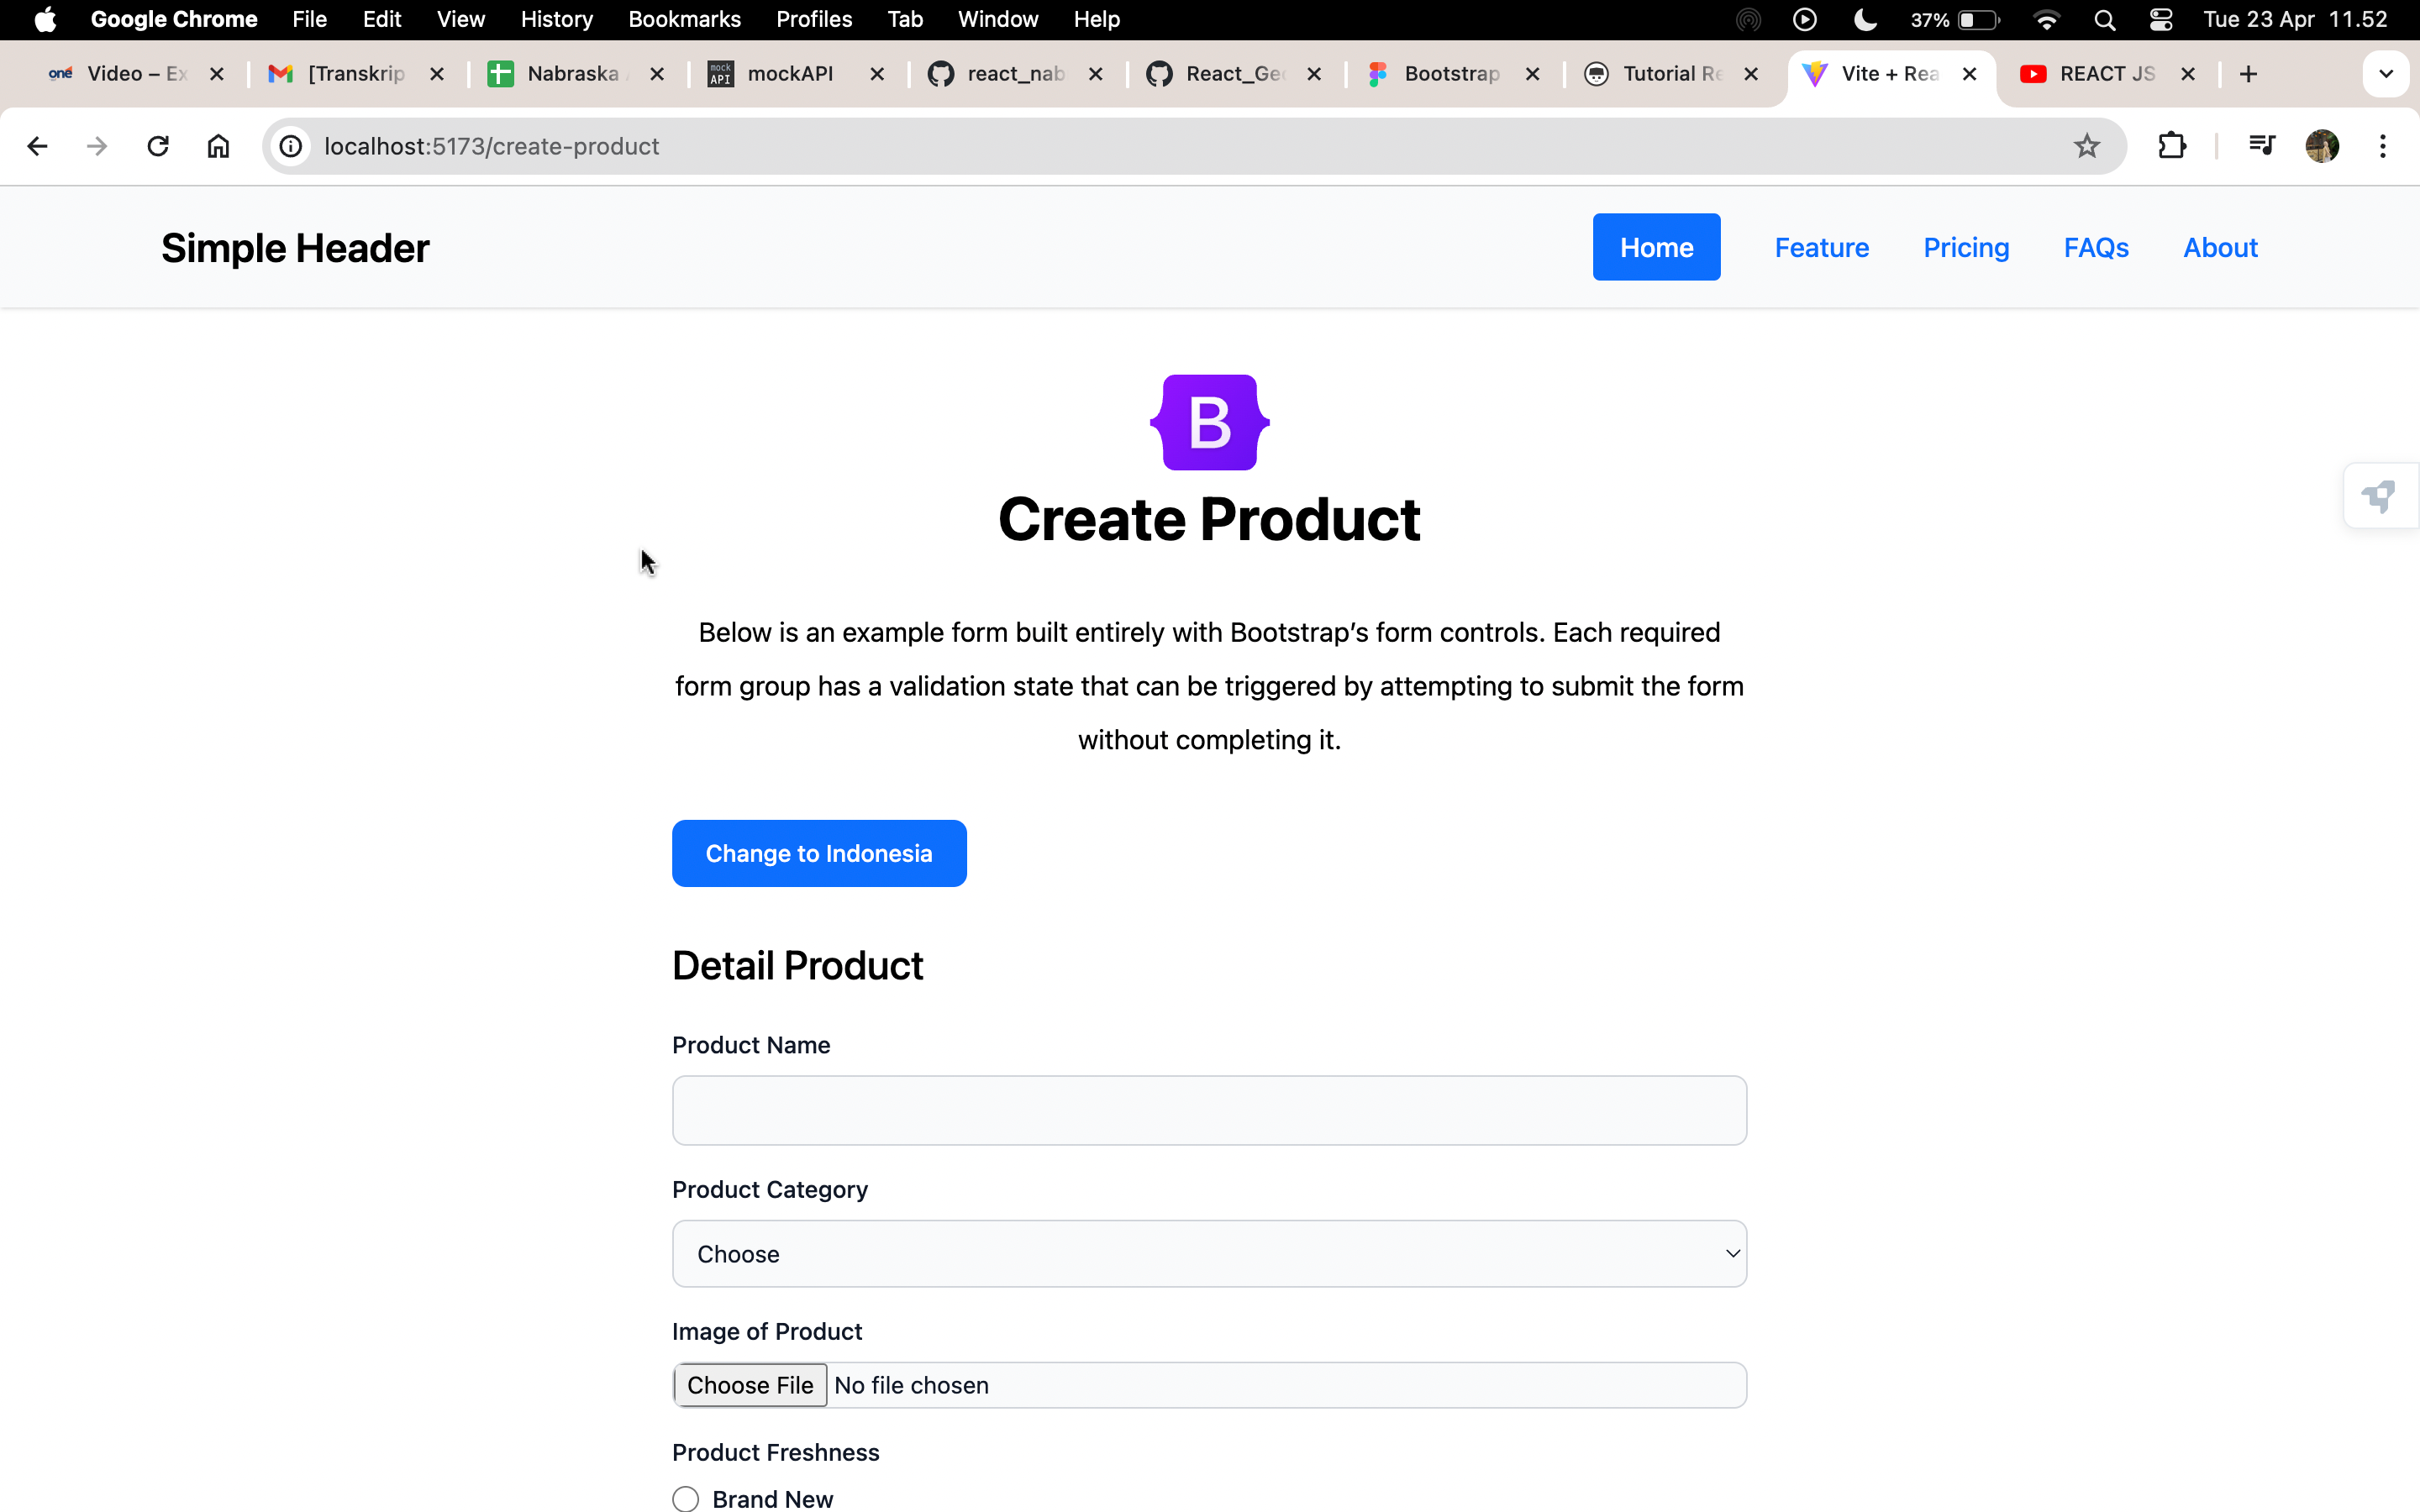 Google Chrome File Edit View History Bookmarks Profiles Tab Window Help 37% Tue 23 Apr 11.52
one Video – Ex [Transkrip Nabraska mock API mockAPI react_nab React_Geo Bootstrap Tutorial Re Vite + Rea REACT JS
localhost:5173/create-product
Simple Header Home Feature Pricing FAQs About
B
Create Product
Below is an example form built entirely with Bootstrap’s form controls. Each required
form group has a validation state that can be triggered by attempting to submit the form
without completing it.
Change to Indonesia
Detail Product
Product Name
Product Category
Choose
Image of Product
Choose File No file chosen
Product Freshness
Brand New